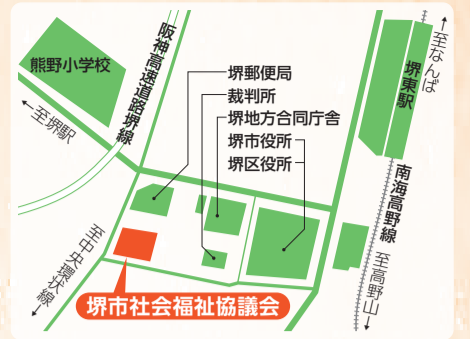 熊野小学校
阪神高速道路堺線
←至堺駅
堺郵便局
裁判所
堺地方合同庁舎
堺市役所
堺区役所
←至なんば
堺東駅
南海高野線
至高野山→
至中央環状線→
堺市社会福祉協議会